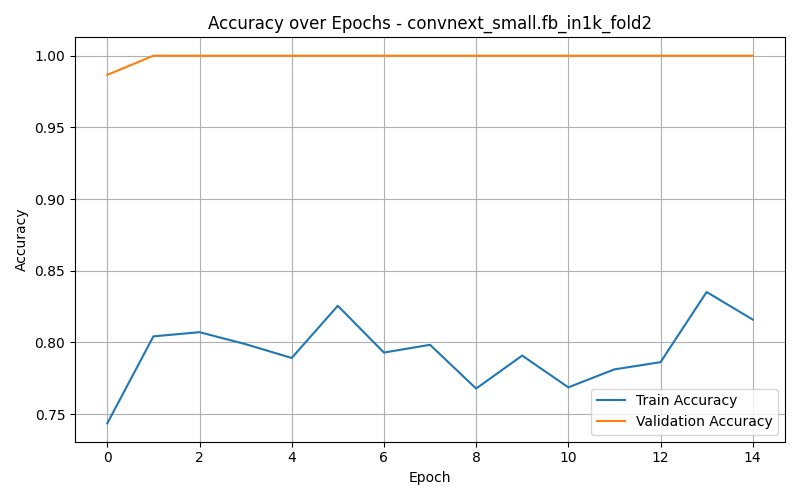 Accuracy over Epochs - convnext_small.fb_in1k_fold2
Accuracy
1.00
0.95
0.90
0.85
0.80
0.75
0 2 4 6 8 10 12 14
Epoch
Train Accuracy
Validation Accuracy